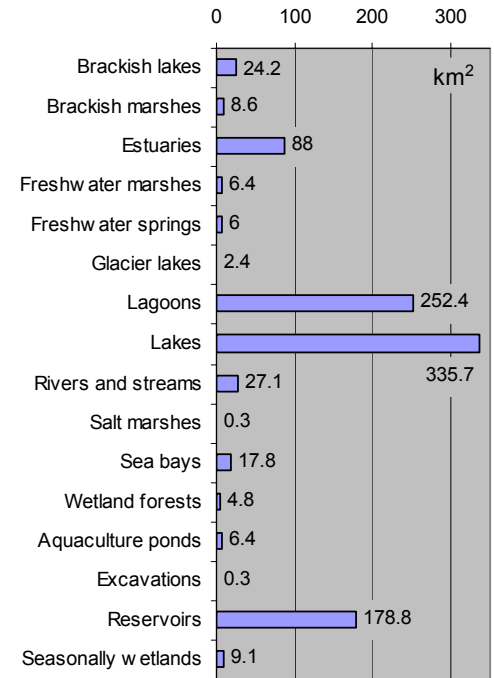 0 100 200 300
km²
Brackish lakes 24.2
Brackish marshes 8.6
Estuaries 88
Freshwater marshes 6.4
Freshwater springs 6
Glacier lakes 2.4
Lagoons 252.4
Lakes 335.7
Rivers and streams 27.1
Salt marshes 0.3
Sea bays 17.8
Wetland forests 4.8
Aquaculture ponds 6.4
Excavations 0.3
Reservoirs 178.8
Seasonally wetlands 9.1